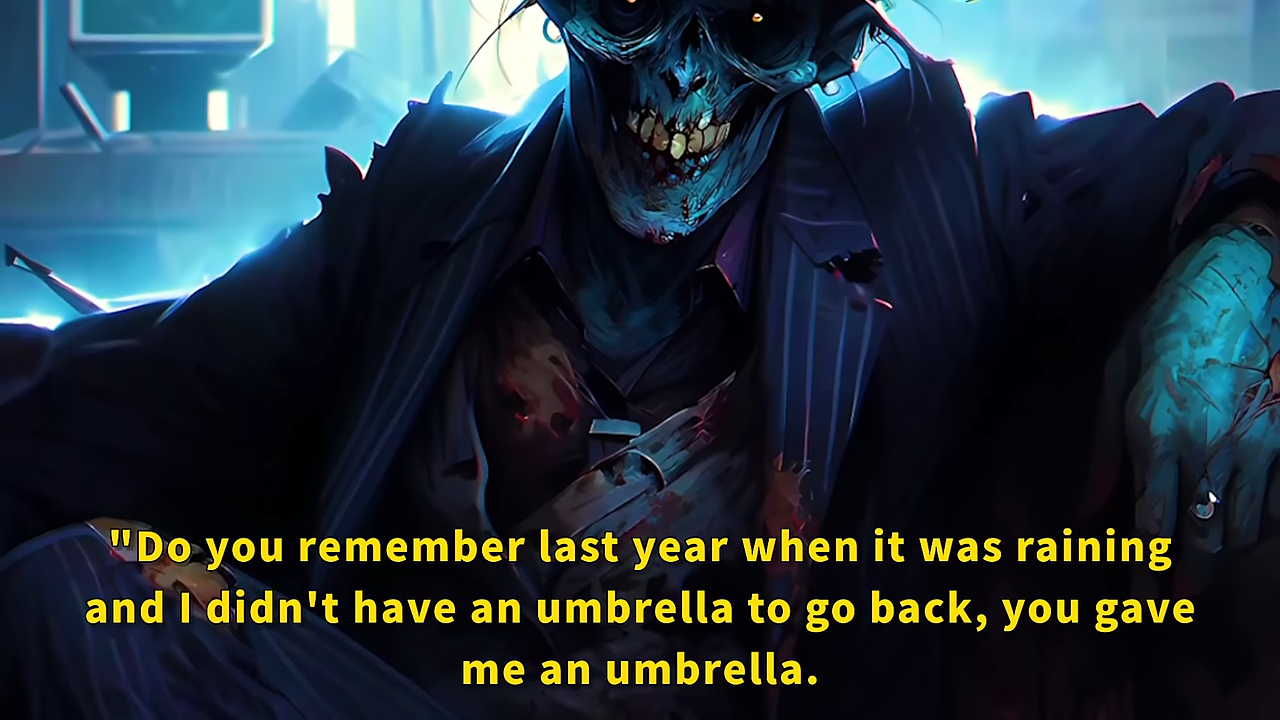 "Do you remember last year when it was raining
and I didn't have an umbrella to go back, you gave
me an umbrella.